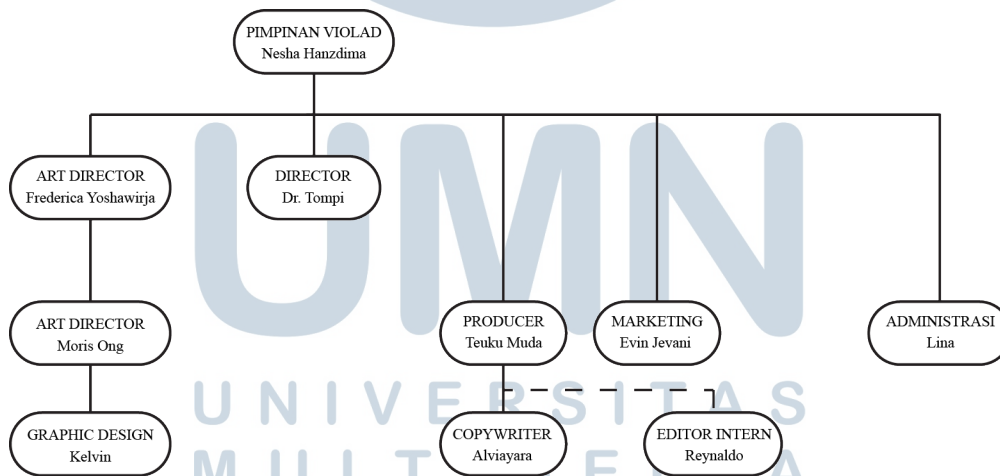 PIMPINAN VIOLAD
Nesha Hanzdima
ART DIRECTOR
Frederica Yoshawirja
DIRECTOR
Dr. Tompi
UMN
ART DIRECTOR
Moris Ong
PRODUCER
Teuku Muda
MARKETING
Evin Jevani
ADMINISTRASI
Lina
UNIVERSITAS
GRAPHIC DESIGN
Kelvin
COPYWRITER
Alviayara
EDITOR INTERN
Reynaldo